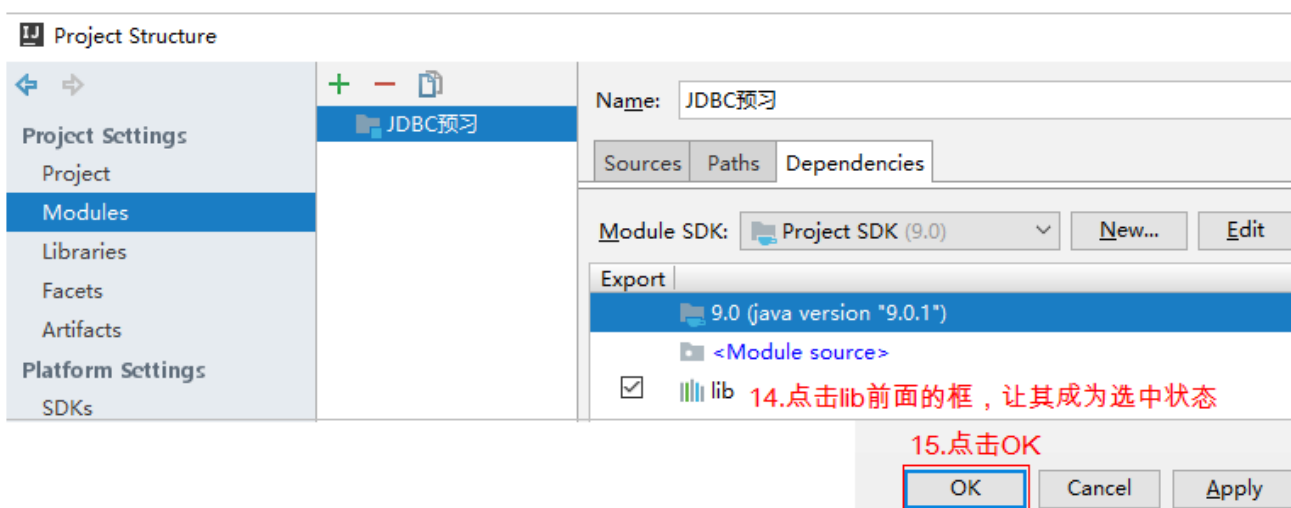 Project Structure
Project Settings
Project
Modules
Libraries
Facets
Artifacts
Platform Settings
SDKs
JDBC预习
Name: JDBC预习
Sources Paths Dependencies
Module SDK: Project SDK (9.0) New... Edit
Export
9.0 (java version "9.0.1")
<Module source>
lib 14.点击lib前面的框，让其成为选中状态
15.点击OK
OK Cancel Apply